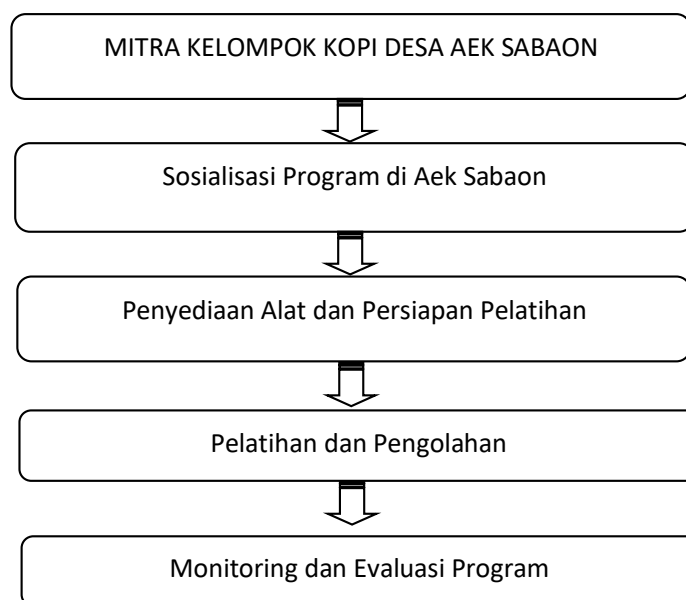 MITRA KELOMPOK KOPI DESA AEK SABAON
Sosialisasi Program di Aek Sabaon
Penyediaan Alat dan Persiapan Pelatihan
Pelatihan dan Pengolahan
Monitoring dan Evaluasi Program